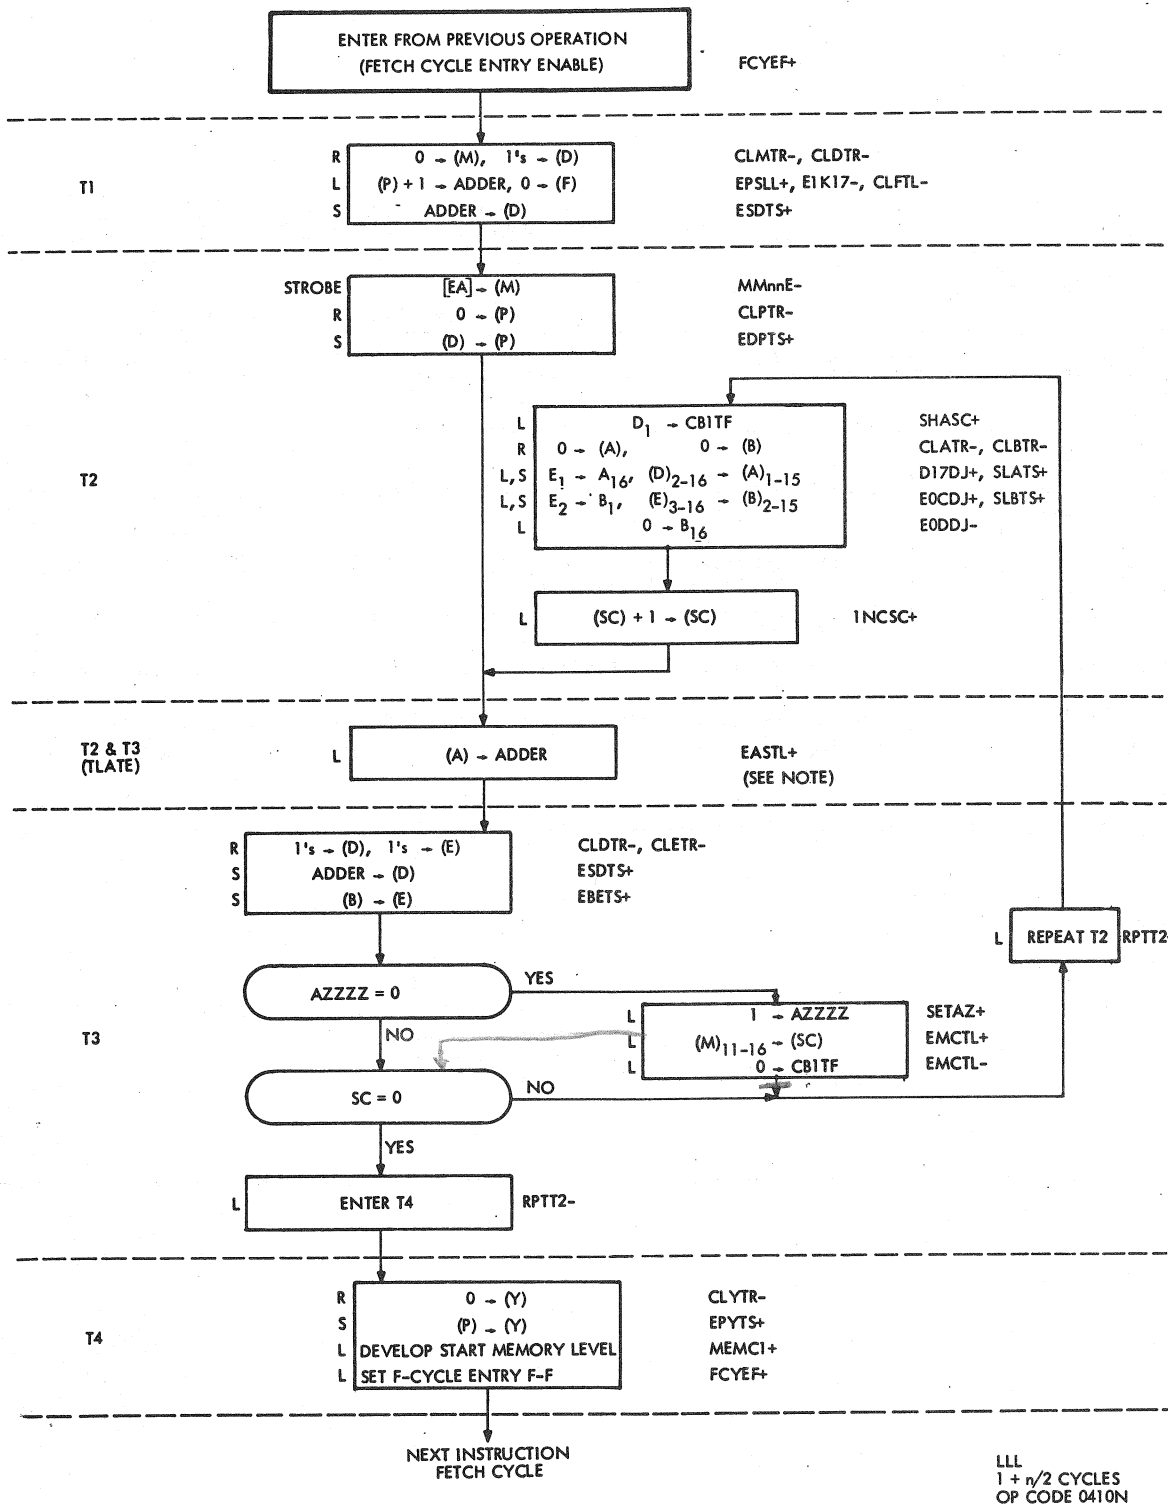 ENTER FROM PREVIOUS OPERATION
(FETCH CYCLE ENTRY ENABLE)
FCYEF+
T1
R 0 → (M), 1's → (D) CLMTR-, CLDTR-
L (P) + 1 → ADDER, 0 → (F) EPSLL+, E1K17-, CLFTL-
S ADDER → (D) ESDTS+
STROBE [EA] → (M) MMnnE-
R 0 → (P) CLPTR-
S (D) → (P) EDPTS+
T2
L D1 → CB1TF SHASC+
R 0 → (A), 0 → (B) CLATR-, CLBTR-
L,S E1 → A16, (D)2-16 → (A)1-15 D17DJ+, SLATS+
L,S E2 → B1, (E)3-16 → (B)2-15 E0CDJ+, SLBTS+
L 0 → B16 E0DDJ-
L (SC) + 1 → (SC) 1NCSC+
T2 & T3
(TLATE)
L (A) → ADDER EASTL+
(SEE NOTE)
R 1's → (D), 1's → (E) CLDTR-, CLETR-
S ADDER → (D) ESDTS+
S (B) → (E) EBETS+
L REPEAT T2 RPTT2
T3
AZZZZ = 0
YES
NO
L 1 → AZZZZ SETAZ+
L (M)11-16 → (SC) EMCTL+
L 0 → CB1TF EMCTL-
SC = 0
NO
YES
L ENTER T4 RPTT2-
T4
R 0 → (Y) CLYTR-
S (P) → (Y) EPYTS+
L DEVELOP START MEMORY LEVEL MEMC1+
L SET F-CYCLE ENTRY F-F FCYEF+
NEXT INSTRUCTION
FETCH CYCLE
LLL
1 + n/2 CYCLES
OP CODE 0410N